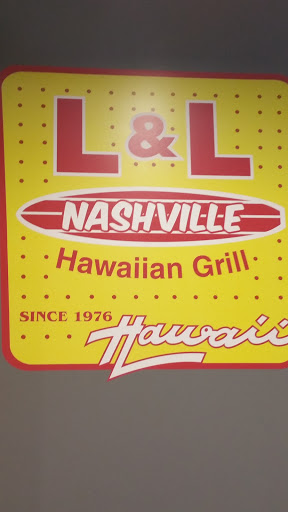 L & L
NASHVILLE
Hawaiian Grill
SINCE 1976
Hawaii